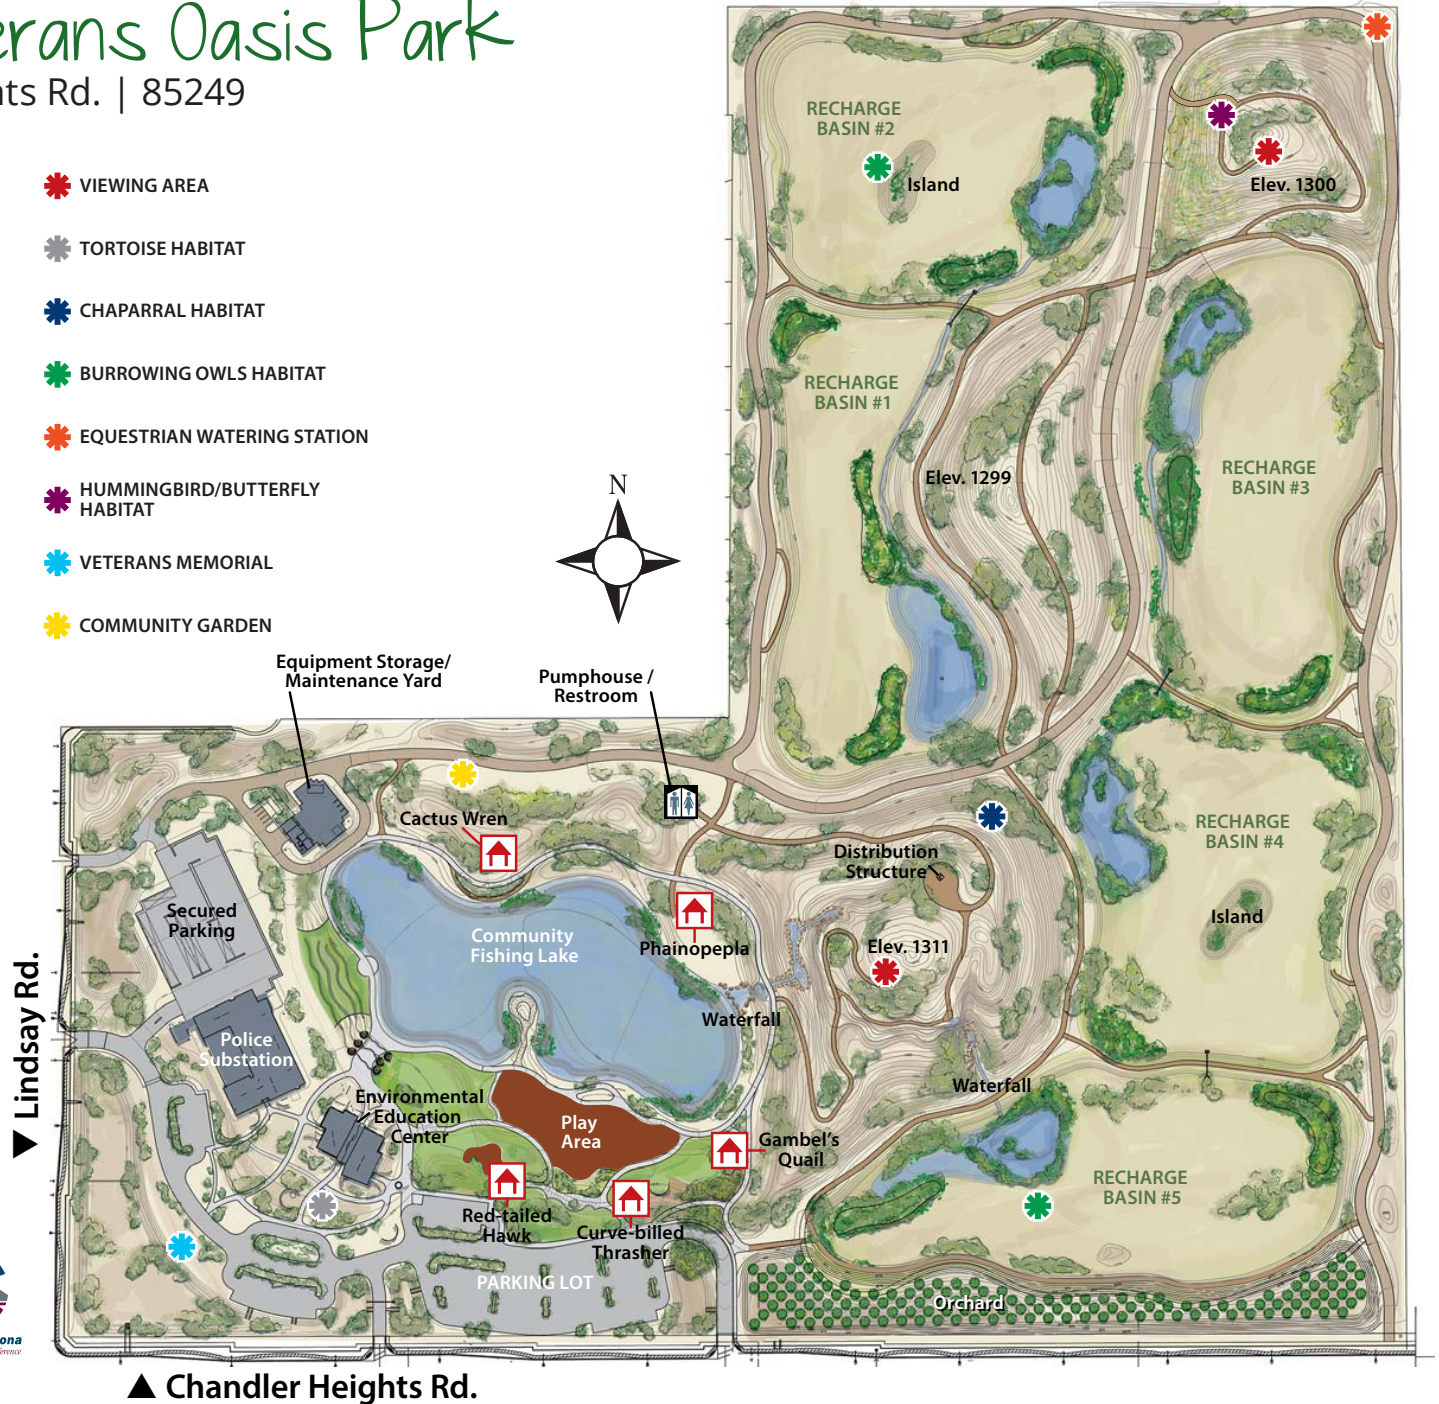 erans Oasis Park
hts Rd. | 85249
VIEWING AREA
TORTOISE HABITAT
CHAPARRAL HABITAT
BURROWING OWLS HABITAT
EQUESTRIAN WATERING STATION
HUMMINGBIRD/BUTTERFLY
HABITAT
VETERANS MEMORIAL
COMMUNITY GARDEN
N
RECHARGE
BASIN #2
Island
Elev. 1300
RECHARGE
BASIN #1
Elev. 1299
RECHARGE
BASIN #3
Equipment Storage/
Maintenance Yard
Pumphouse /
Restroom
Cactus Wren
Distribution
Structure
RECHARGE
BASIN #4
Island
Secured
Parking
Community
Fishing Lake
Phainopepla
Elev. 1311
Waterfall
Police
Substation
Waterfall
Environmental
Education
Center
Play
Area
Gambel's
Quail
RECHARGE
BASIN #5
Red-tailed
Hawk
Curve-billed
Thrasher
PARKING LOT
Orchard
▼ Lindsay Rd.
▲ Chandler Heights Rd.
ona
erence